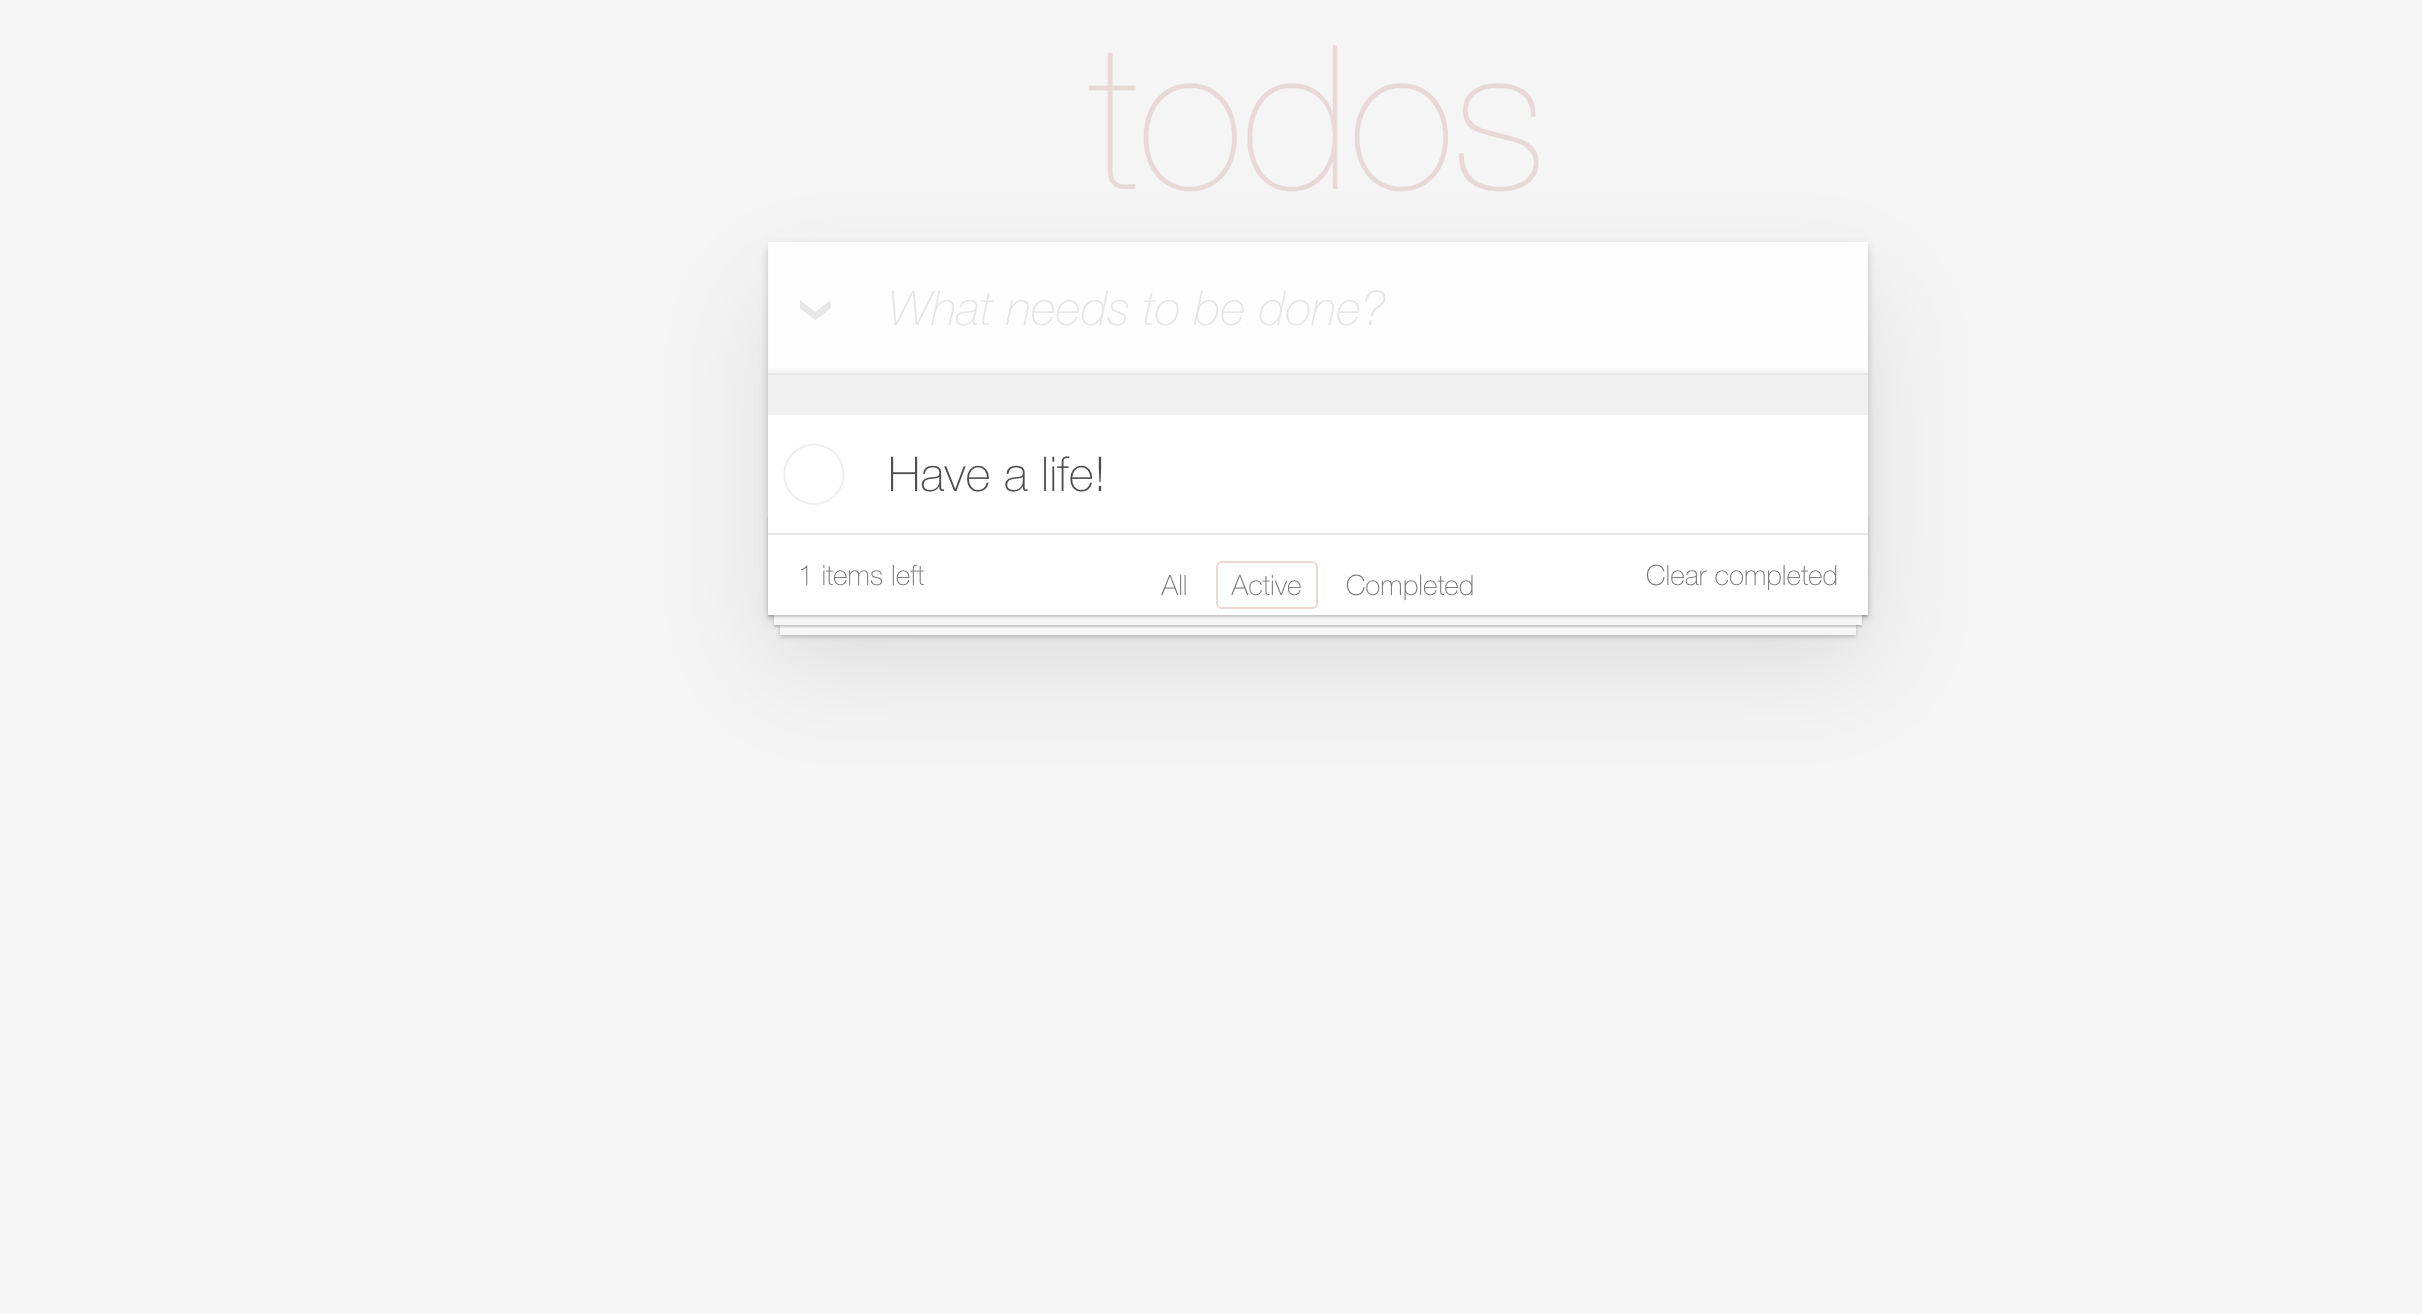 todos
What needs to be done?
Have a life!
1 items left
All Active Completed
Clear completed